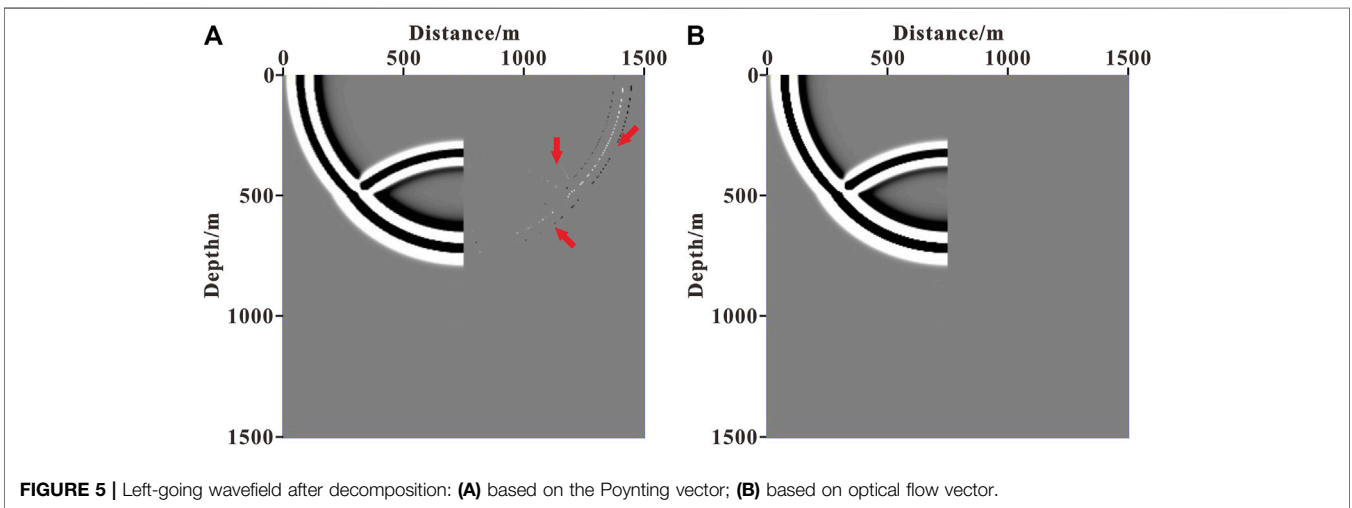 A
Distance/m
0 500 1000 1500
Depth/m
0
500
1000
1500
B
Distance/m
0 500 1000 1500
Depth/m
0
500
1000
1500
FIGURE 5 | Left-going wavefield after decomposition: (A) based on the Poynting vector; (B) based on optical flow vector.